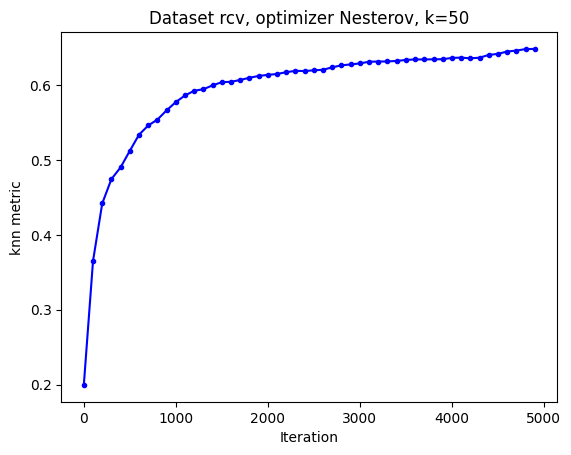 Dataset rcv, optimizer Nesterov, k=50
knn metric
0.6
0.5
0.4
0.3
0.2
0 1000 2000 3000 4000 5000
Iteration